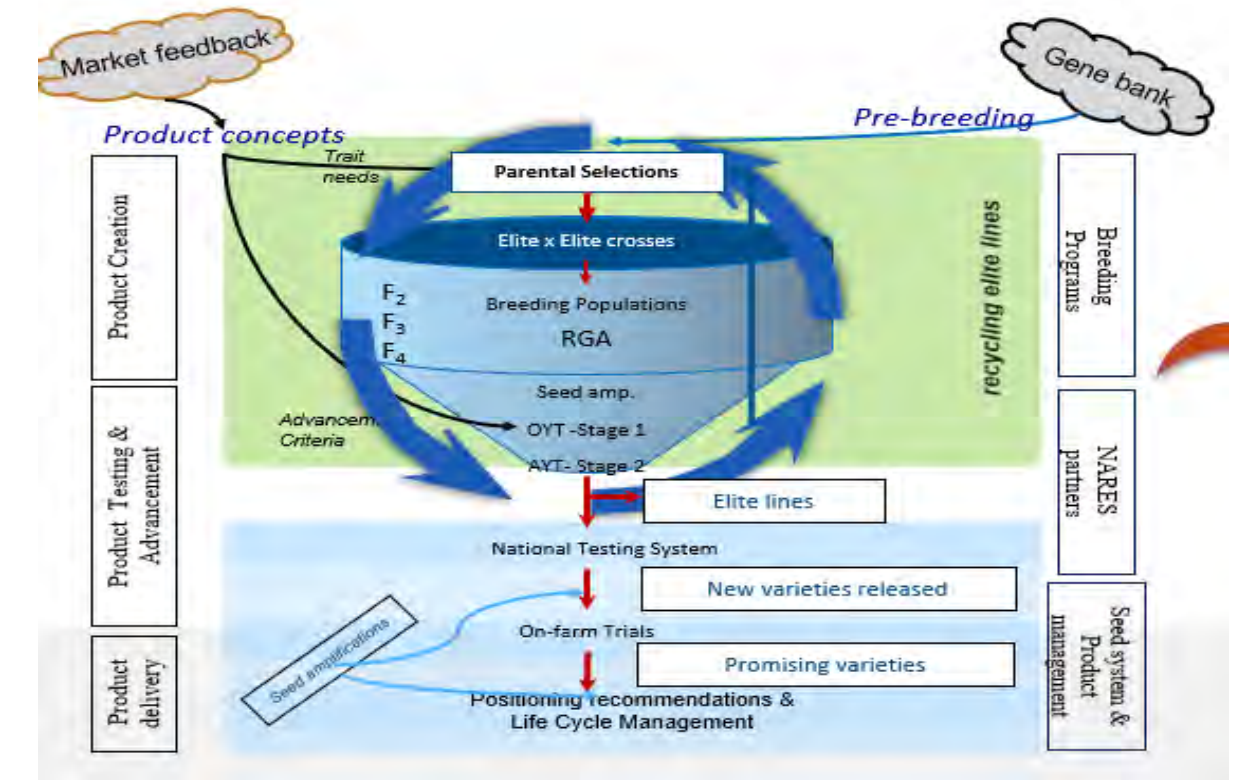 Market feedback
Gene bank
Product concepts
Pre-breeding
Trait
needs
Parental Selections
Product Creation
Elite x Elite crosses
Breeding
Programs
recycling elite lines
F2
F3
F4
Breeding Populations
RGA
Seed amp.
Advancem.
Criteria
OYT -Stage 1
AYT- Stage 2
Product Testing &
Advancement
NARES
partners
Elite lines
National Testing System
New varieties released
Seed amplifications
On-farm Trials
Promising varieties
Product
delivery
Seed system &
Product
management
Positioning recommendations &
Life Cycle Management